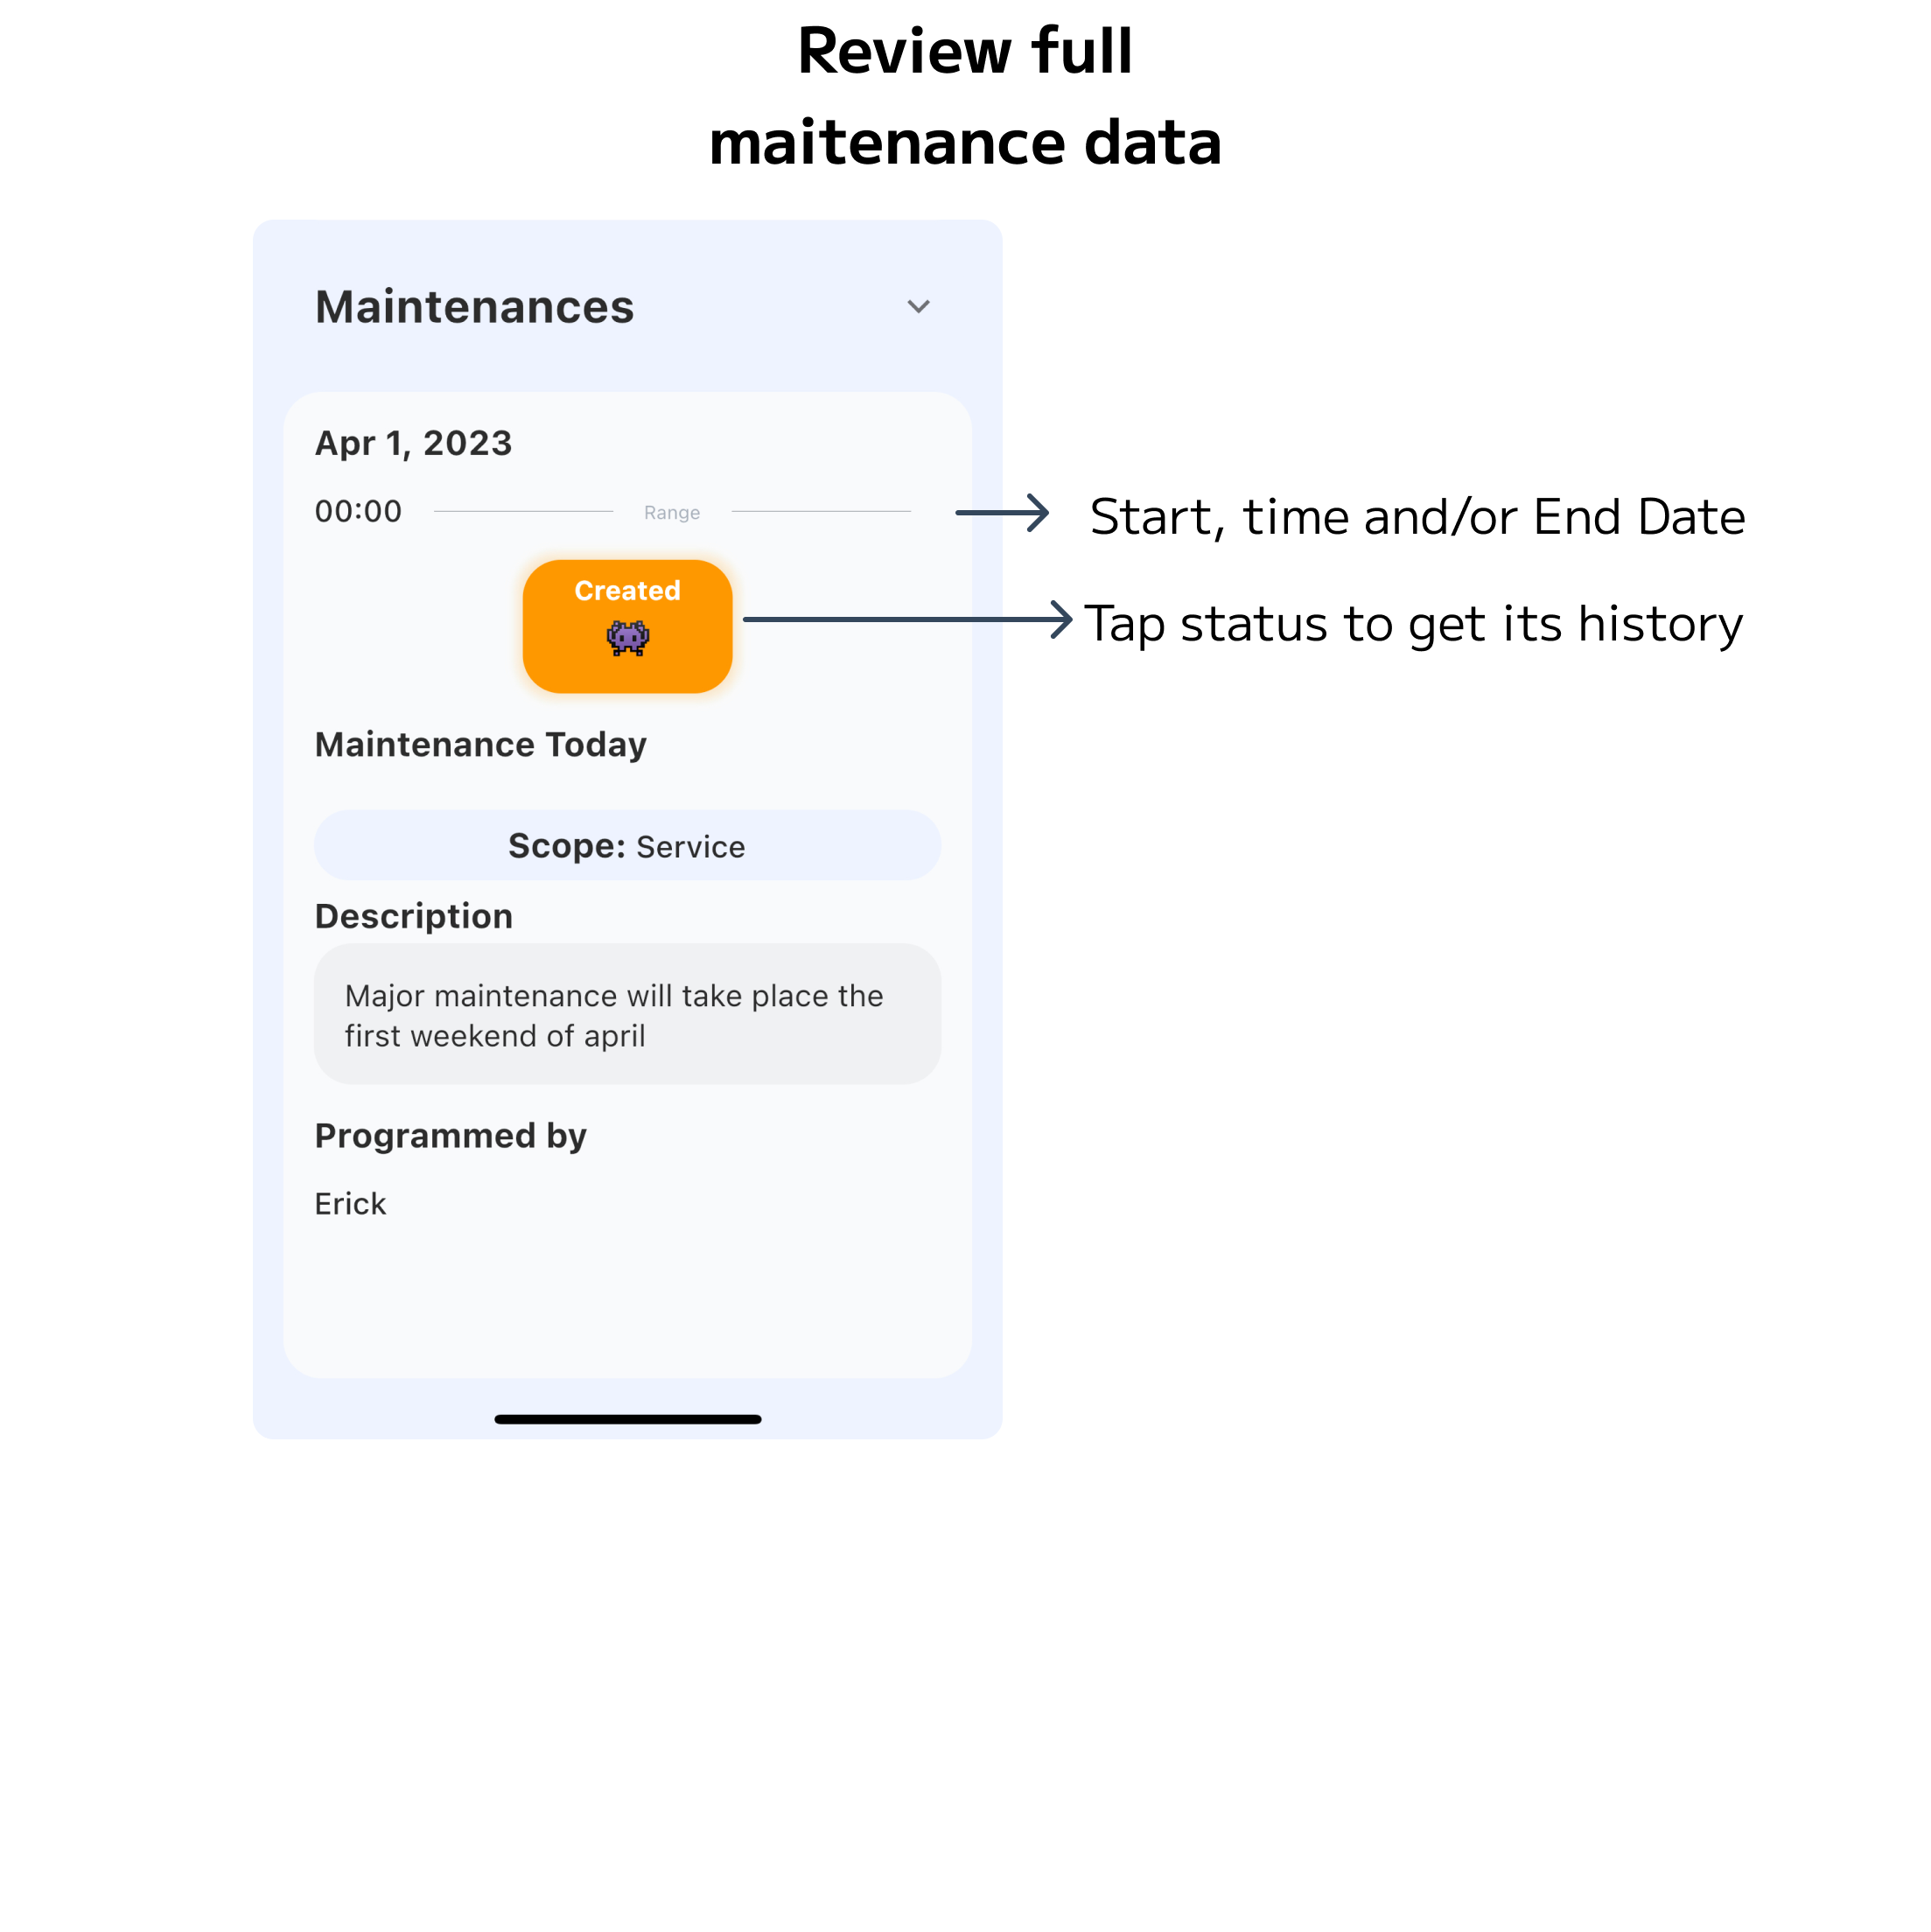 Review full
maitenance data
Maintenances
Apr 1, 2023
00:00 Range
Start, time and/or End Date
Created
Tap status to get its history
Maintenance Today
Scope: Service
Description
Major maintenance will take place the
first weekend of april
Programmed by
Erick